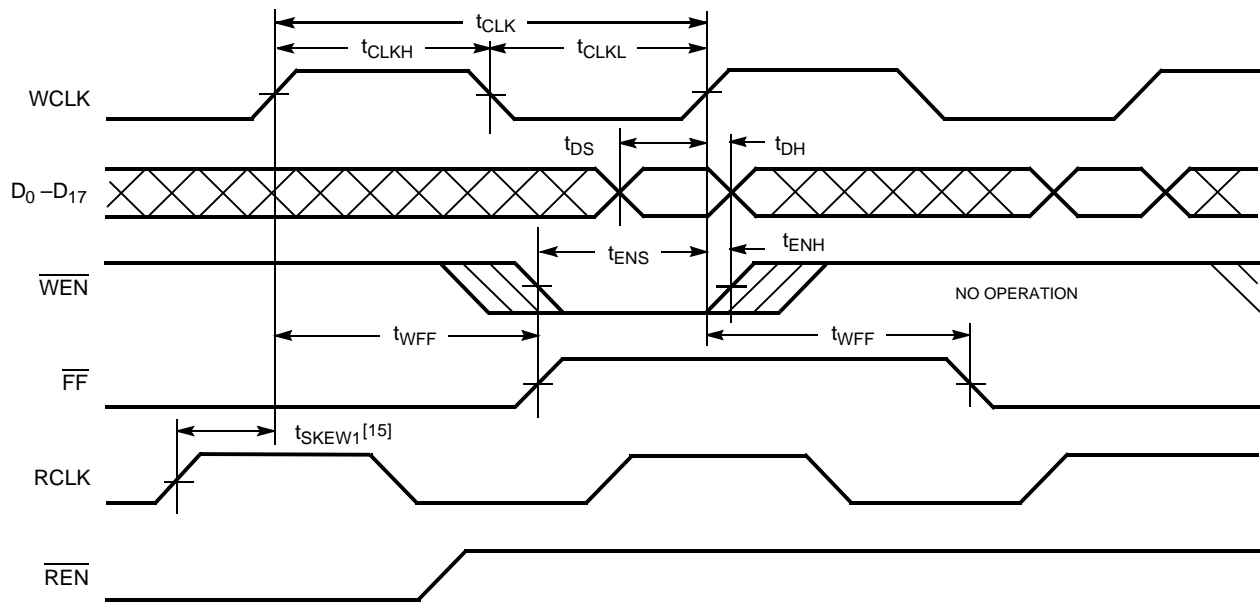 tCLK
tCLKH tCLKL
WCLK
tDS tDH
D0 –D17
tENS tENH
WEN
NO OPERATION
tWFF tWFF
FF
tSKEW1[15]
RCLK
REN